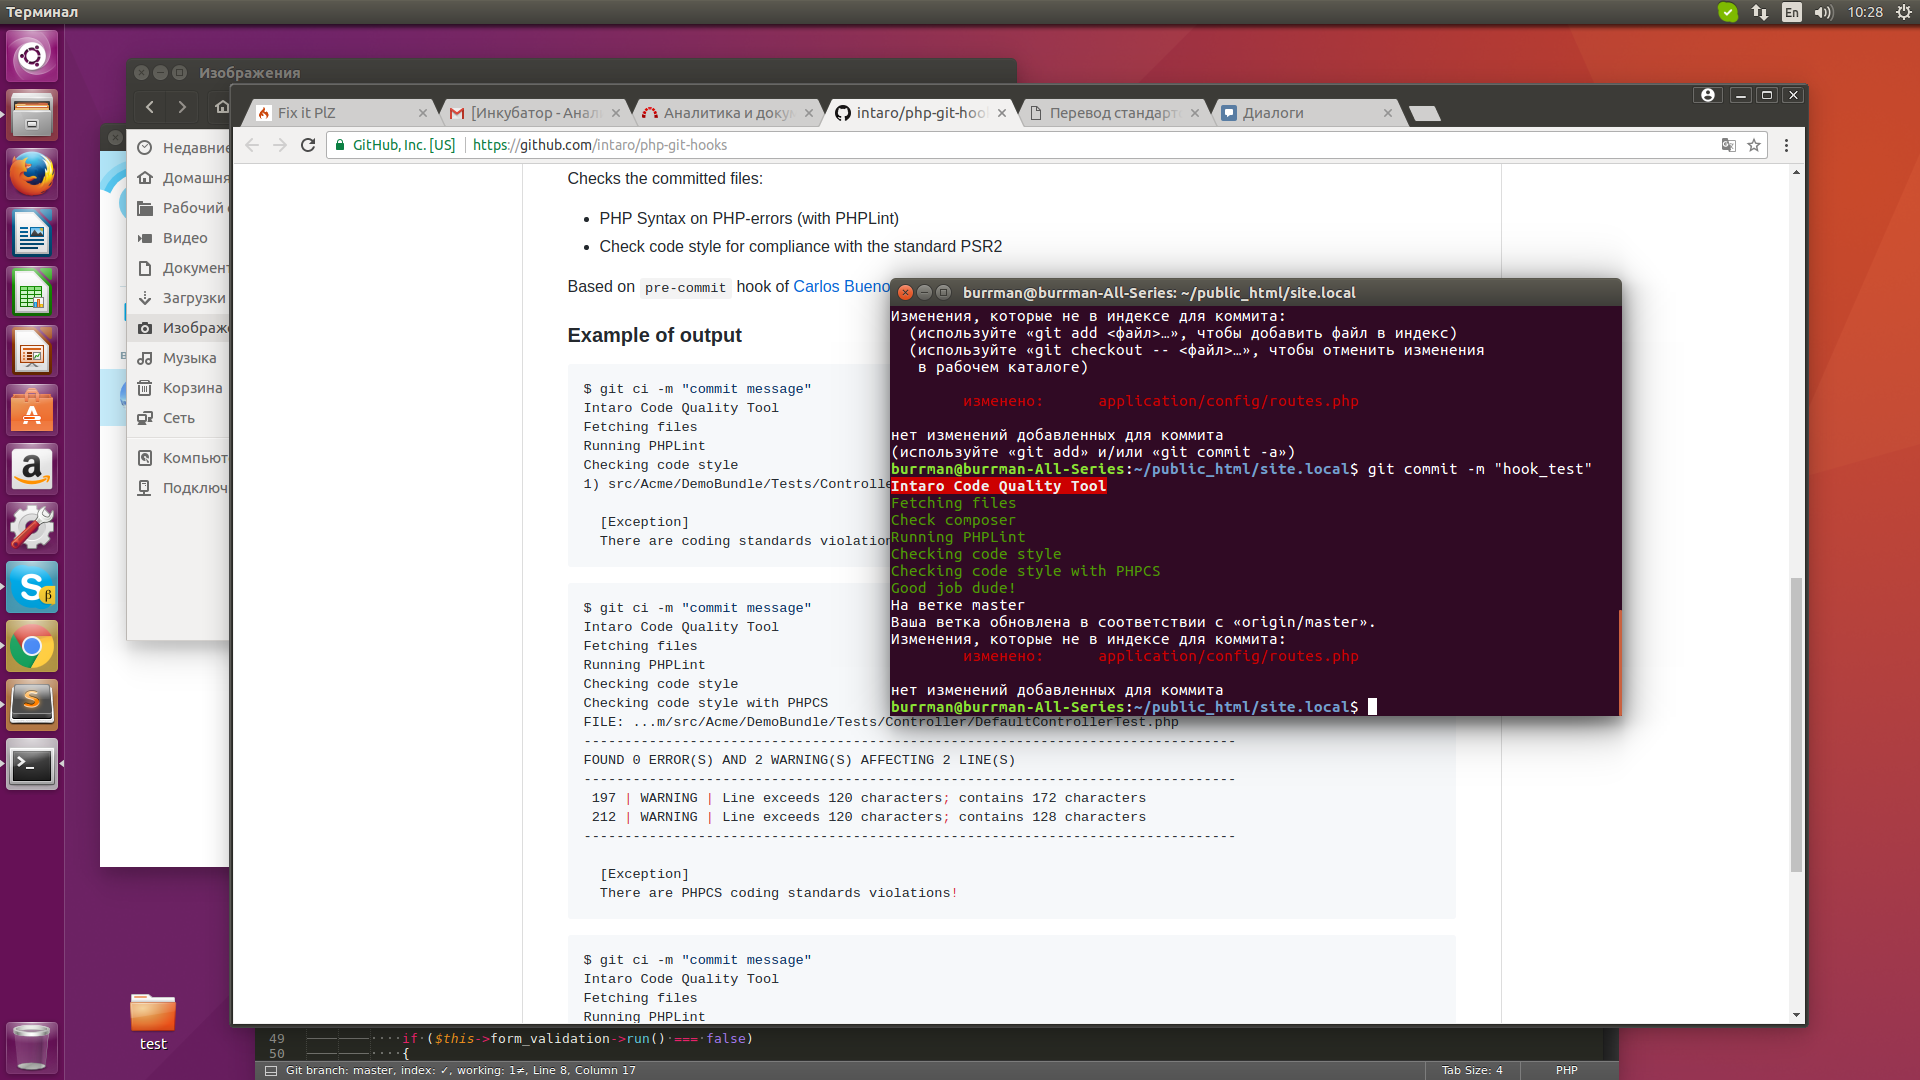 Терминал
En
10:28
Изображения
Недавние
Домашня
Рабочий
Видео
Документ
Загрузки
Изображ
Музыка
Корзина
Сеть
Компьют
Подключ
Fix it PlZ
[Инкубатор - Анал
Аналитика и доку
intaro/php-git-hoo
Перевод стандарт
Диалоги
GitHub, Inc. [US]
https://github.com/intaro/php-git-hooks
Checks the committed files:
PHP Syntax on PHP-errors (with PHPLint)
Check code style for compliance with the standard PSR2
Based on pre-commit hook of Carlos Bueno
Example of output
$ git ci -m "commit message"
Intaro Code Quality Tool
Fetching files
Running PHPLint
Checking code style
1) src/Acme/DemoBundle/Tests/Controlle
[Exception]
There are coding standards violation
$ git ci -m "commit message"
Intaro Code Quality Tool
Fetching files
Running PHPLint
Checking code style
Checking code style with PHPCS
FILE: ...m/src/Acme/DemoBundle/Tests/Controller/DefaultControllerTest.php
--------------------------------------------------------------------------------
FOUND 0 ERROR(S) AND 2 WARNING(S) AFFECTING 2 LINE(S)
--------------------------------------------------------------------------------
197 | WARNING | Line exceeds 120 characters; contains 172 characters
212 | WARNING | Line exceeds 120 characters; contains 128 characters
--------------------------------------------------------------------------------
[Exception]
There are PHPCS coding standards violations!
$ git ci -m "commit message"
Intaro Code Quality Tool
Fetching files
Running PHPLint
burrman@burrman-All-Series: ~/public_html/site.local
Изменения, которые не в индексе для коммита:
(используйте «git add <файл>…», чтобы добавить файл в индекс)
(используйте «git checkout -- <файл>…», чтобы отменить изменения
в рабочем каталоге)
изменено: application/config/routes.php
нет изменений добавленных для коммита
(используйте «git add» и/или «git commit -a»)
burrman@burrman-All-Series:~/public_html/site.local$ git commit -m "hook_test"
Intaro Code Quality Tool
Fetching files
Check composer
Running PHPLint
Checking code style
Checking code style with PHPCS
Good job dude!
На ветке master
Ваша ветка обновлена в соответствии с «origin/master».
Изменения, которые не в индексе для коммита:
изменено: application/config/routes.php
нет изменений добавленных для коммита
burrman@burrman-All-Series:~/public_html/site.local$
test
49 if ($this->form_validation->run() === false)
50 {
Git branch: master, index: ✓, working: 1≠, Line 8, Column 17
Tab Size: 4
PHP